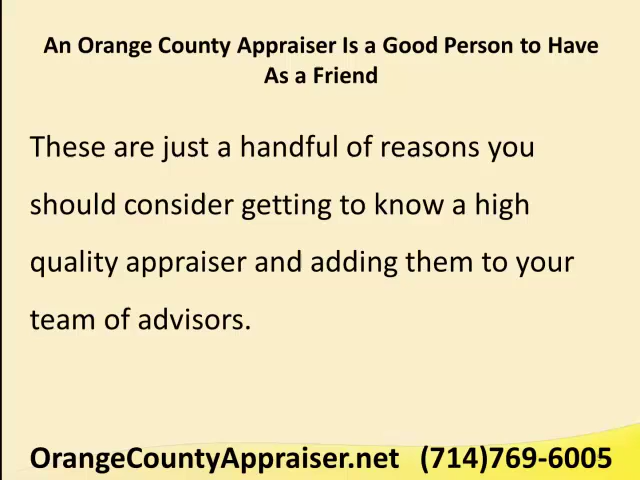 An Orange County Appraiser Is a Good Person to Have
As a Friend
These are just a handful of reasons you
should consider getting to know a high
quality appraiser and adding them to your
team of advisors.
OrangeCountyAppraiser.net (714)769-6005